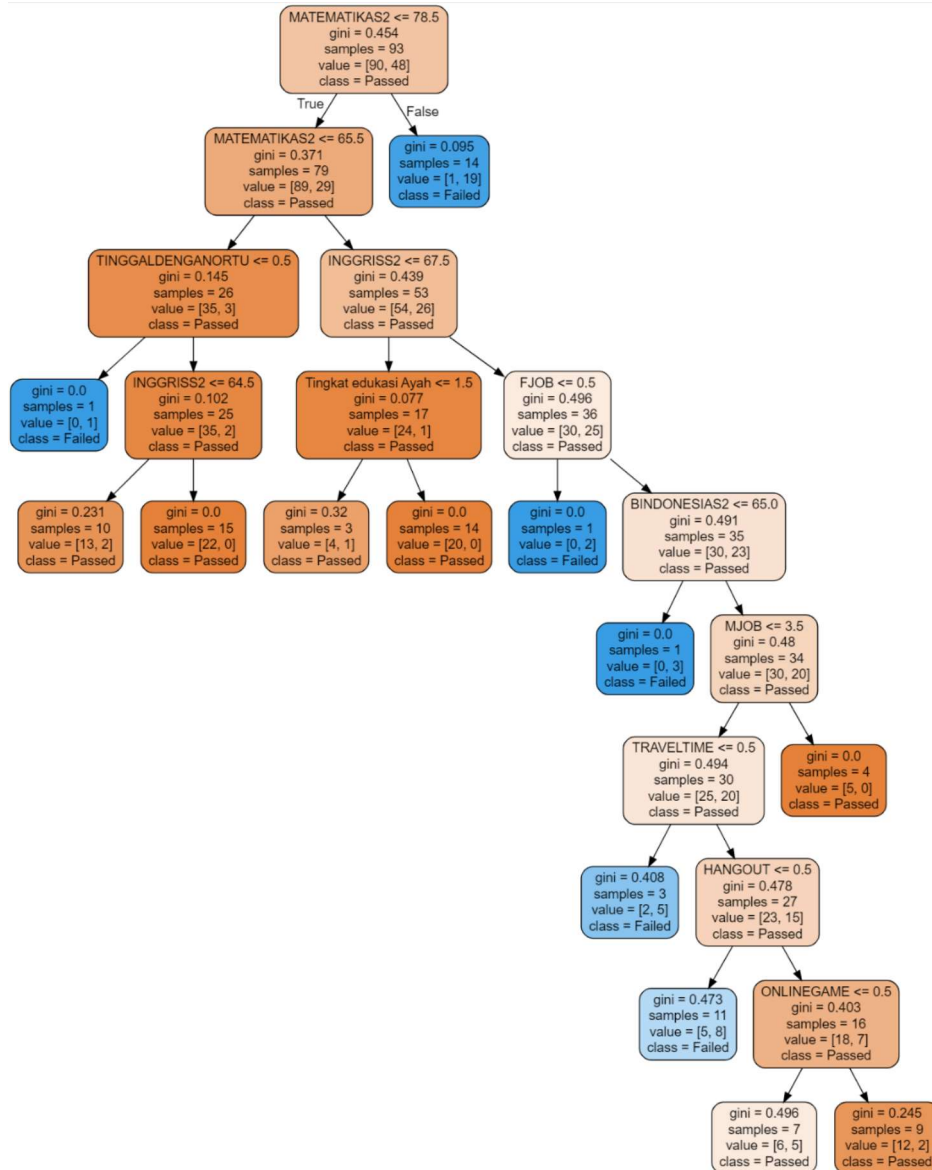 MATEMATIKAS2 <= 78.5
gini = 0.454
samples = 93
value = [90, 48]
class = Passed
True
False
MATEMATIKAS2 <= 65.5
gini = 0.371
samples = 79
value = [89, 29]
class = Passed
gini = 0.095
samples = 14
value = [1, 19]
class = Failed
TINGGALDENGANORTU <= 0.5
gini = 0.145
samples = 26
value = [35, 3]
class = Passed
INGGRISS2 <= 67.5
gini = 0.439
samples = 53
value = [54, 26]
class = Passed
gini = 0.0
samples = 1
value = [0, 1]
class = Failed
INGGRISS2 <= 64.5
gini = 0.102
samples = 25
value = [35, 2]
class = Passed
Tingkat edukasi Ayah <= 1.5
gini = 0.077
samples = 17
value = [24, 1]
class = Passed
FJOB <= 0.5
gini = 0.496
samples = 36
value = [30, 25]
class = Passed
gini = 0.231
samples = 10
value = [13, 2]
class = Passed
gini = 0.0
samples = 15
value = [22, 0]
class = Passed
gini = 0.32
samples = 3
value = [4, 1]
class = Passed
gini = 0.0
samples = 14
value = [20, 0]
class = Passed
gini = 0.0
samples = 1
value = [0, 2]
class = Failed
BINDONESIAS2 <= 65.0
gini = 0.491
samples = 35
value = [30, 23]
class = Passed
gini = 0.0
samples = 1
value = [0, 3]
class = Failed
MJOB <= 3.5
gini = 0.48
samples = 34
value = [30, 20]
class = Passed
TRAVELTIME <= 0.5
gini = 0.494
samples = 30
value = [25, 20]
class = Passed
gini = 0.0
samples = 4
value = [5, 0]
class = Passed
gini = 0.408
samples = 3
value = [2, 5]
class = Failed
HANGOUT <= 0.5
gini = 0.478
samples = 27
value = [23, 15]
class = Passed
gini = 0.473
samples = 11
value = [5, 8]
class = Failed
ONLINEGAME <= 0.5
gini = 0.403
samples = 16
value = [18, 7]
class = Passed
gini = 0.496
samples = 7
value = [6, 5]
class = Passed
gini = 0.245
samples = 9
value = [12, 2]
class = Passed